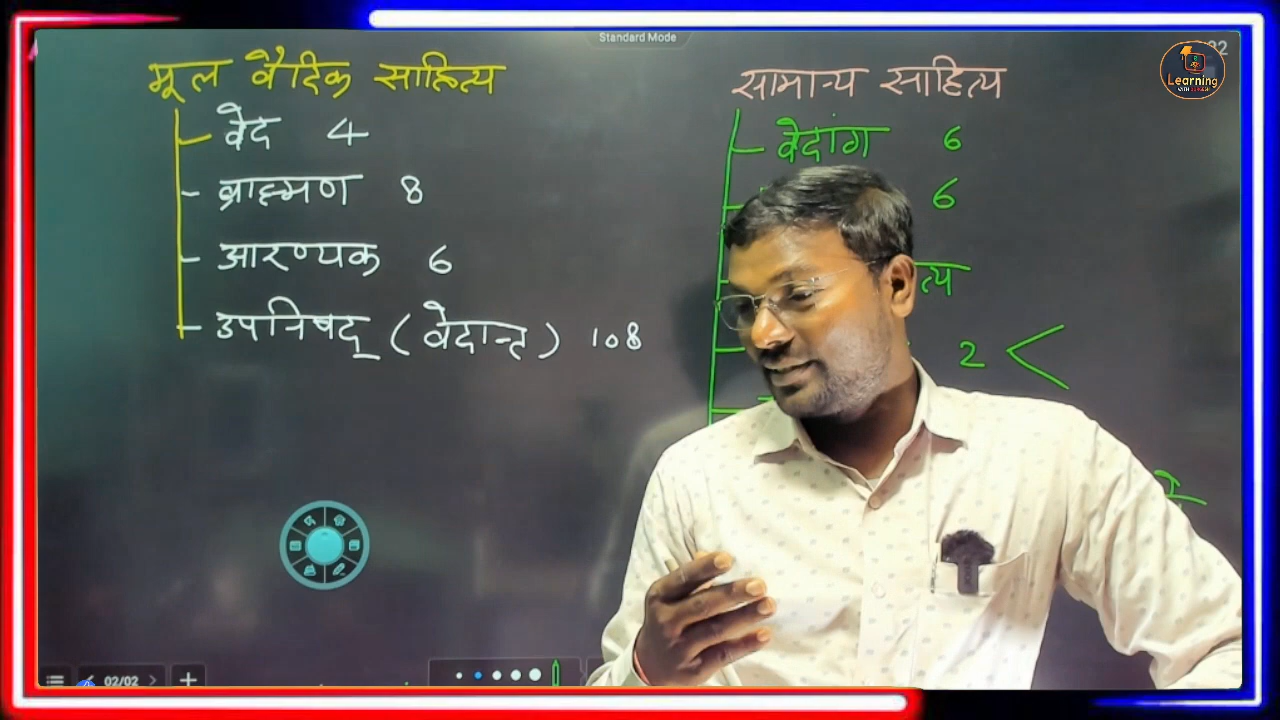 Standard Mode
मूल वैदिक साहित्य
वेद 4
ब्राह्मण 8
आरण्यक 6
उपनिषद् (वेदान्त) 108
सामान्य साहित्य
वेदांग 6
6
त्य
2
Learning
02/02